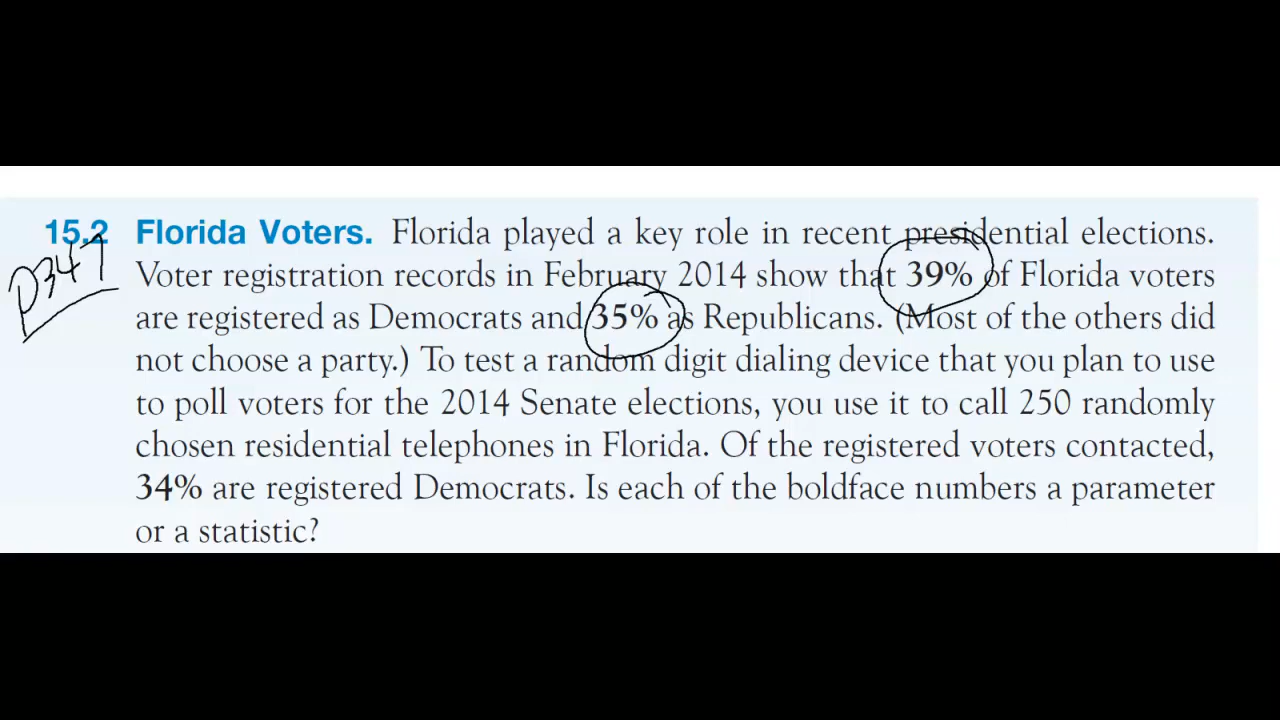 15.2 Florida Voters. Florida played a key role in recent presidential elections.
P347
Voter registration records in February 2014 show that 39% of Florida voters
are registered as Democrats and 35% as Republicans. (Most of the others did
not choose a party.) To test a random digit dialing device that you plan to use
to poll voters for the 2014 Senate elections, you use it to call 250 randomly
chosen residential telephones in Florida. Of the registered voters contacted,
34% are registered Democrats. Is each of the boldface numbers a parameter
or a statistic?